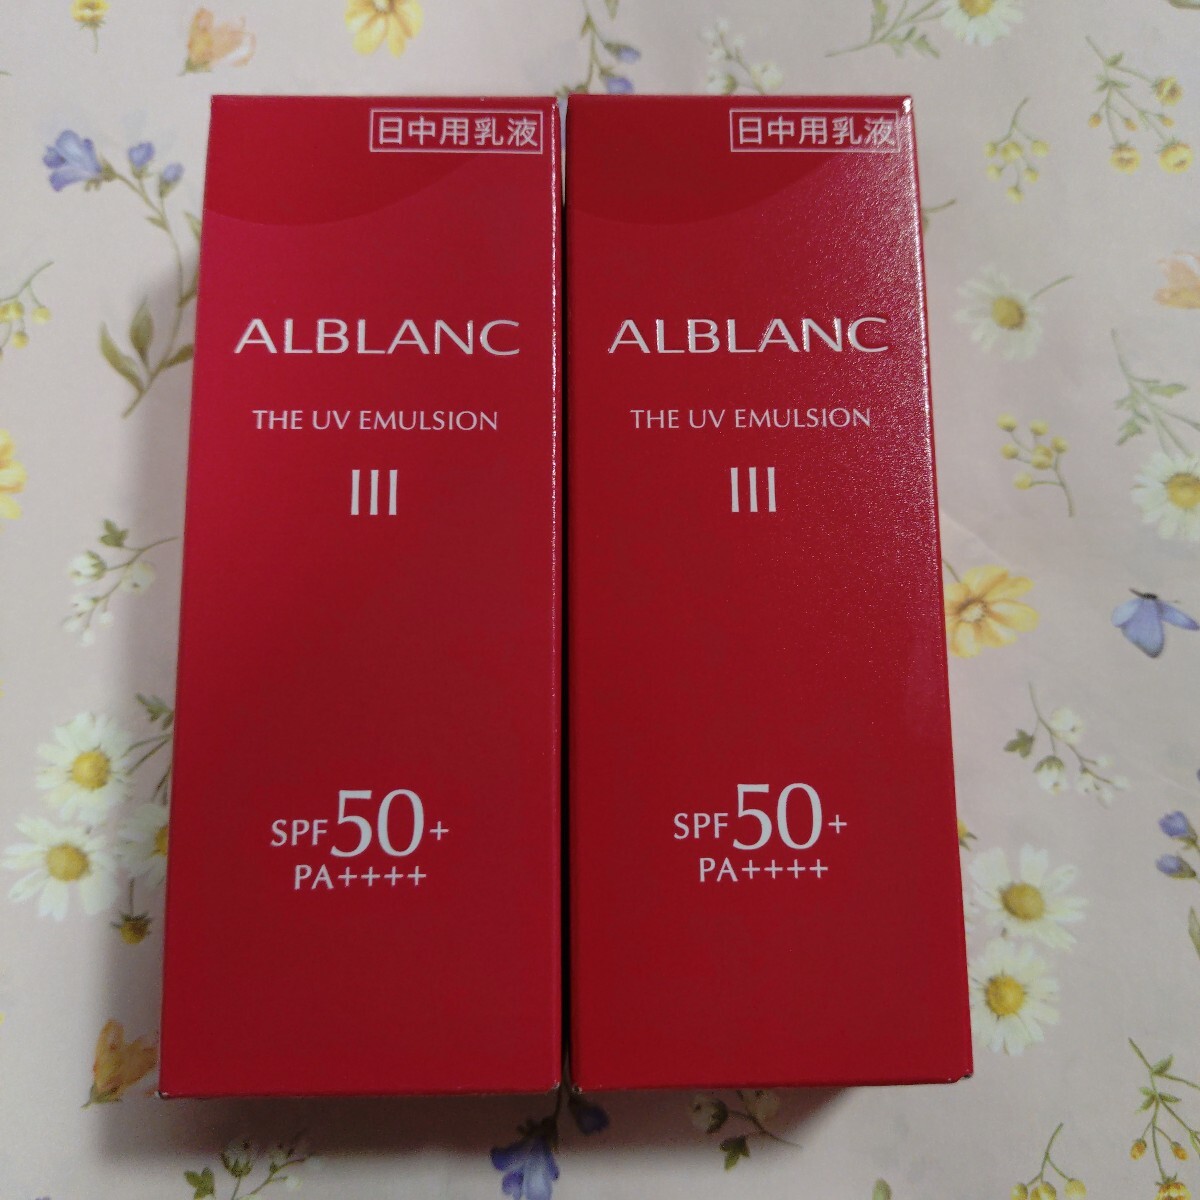 日中用乳液
ALBLANC
THE UV EMULSION
III
SPF50+
PA++++
日中用乳液
ALBLANC
THE UV EMULSION
III
SPF50+
PA++++